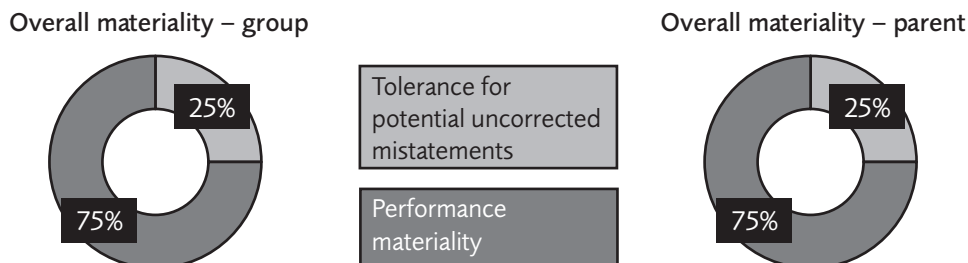 Overall materiality – group
Overall materiality – parent
25%
75%
Tolerance for
potential uncorrected
mistatements
Performance
materiality
25%
75%